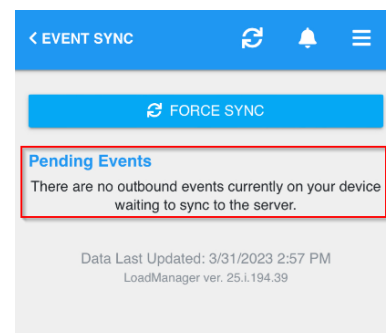 < EVENT SYNC
FORCE SYNC
Pending Events
There are no outbound events currently on your device
waiting to sync to the server.
Data Last Updated: 3/31/2023 2:57 PM
LoadManager ver. 25.i.194.39